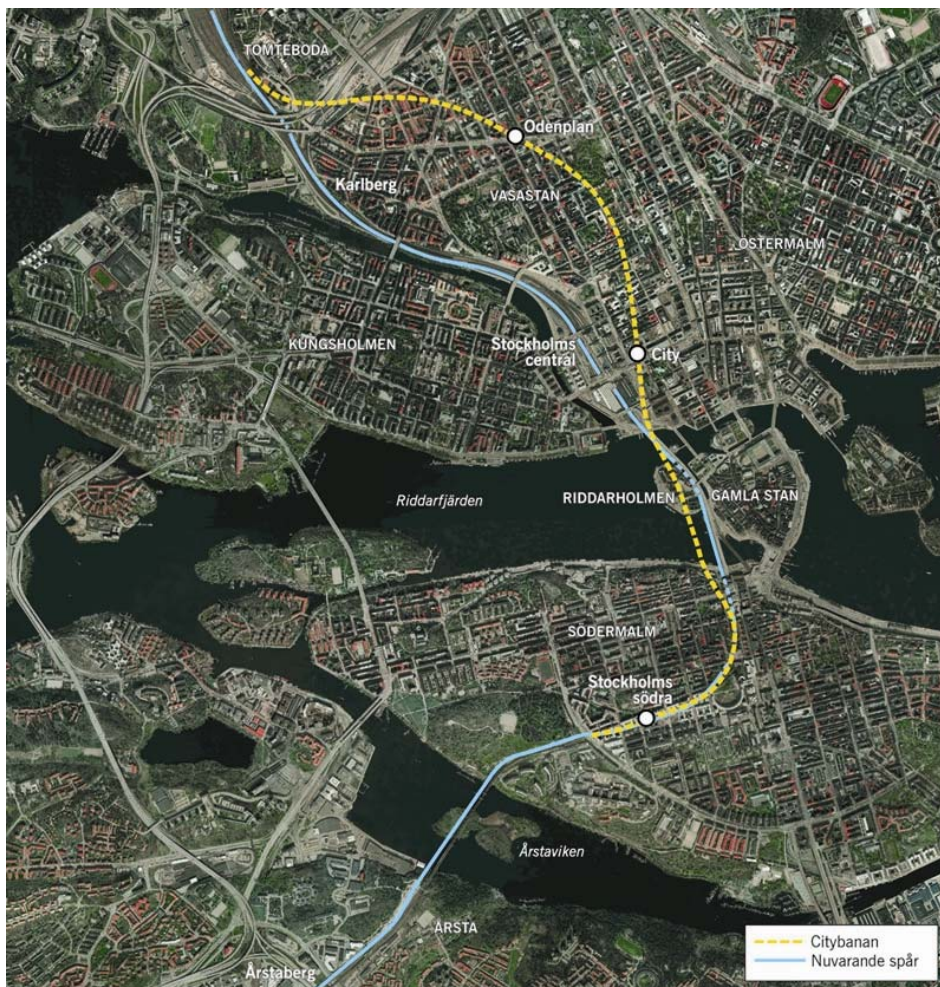 TOMTEBODA
Odenplan
Karlberg
VASASTAN
ÖSTERMALM
KUNGSHOLMEN
Stockholms
central
City
Riddarfjärden
RIDDARHOLMEN
GAMLA STAN
SÖDERMALM
Stockholms
södra
Årstaviken
ÅRSTA
Årstaberg
Citybanan
Nuvarande spår